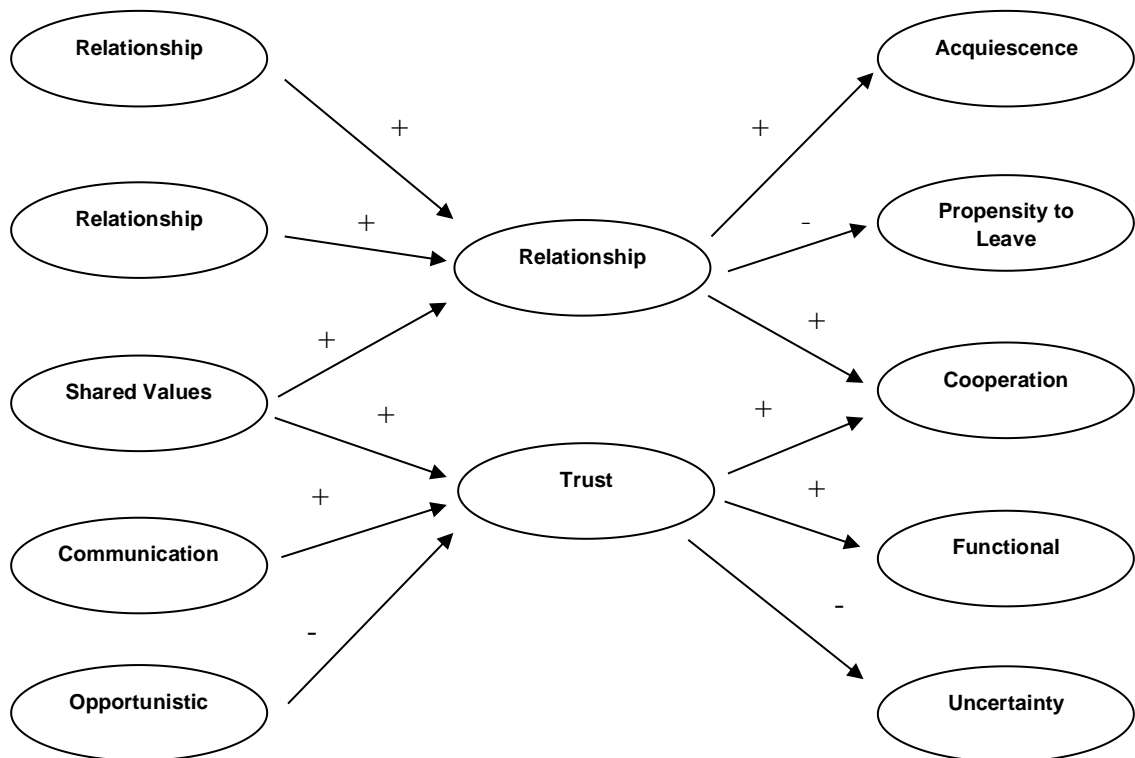 Relationship
Acquiescence
+
+
Relationship
+
-
Propensity to
Leave
Relationship
+
+
Shared Values
Cooperation
+
+
Trust
+
+
Communication
Functional
-
-
Opportunistic
Uncertainty